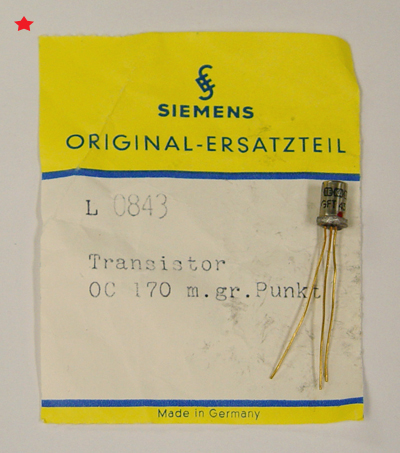 SIEMENS
ORIGINAL-ERSATZTEIL
L 0843
Transistor
OC 170 m.gr.Punkt
Made in Germany